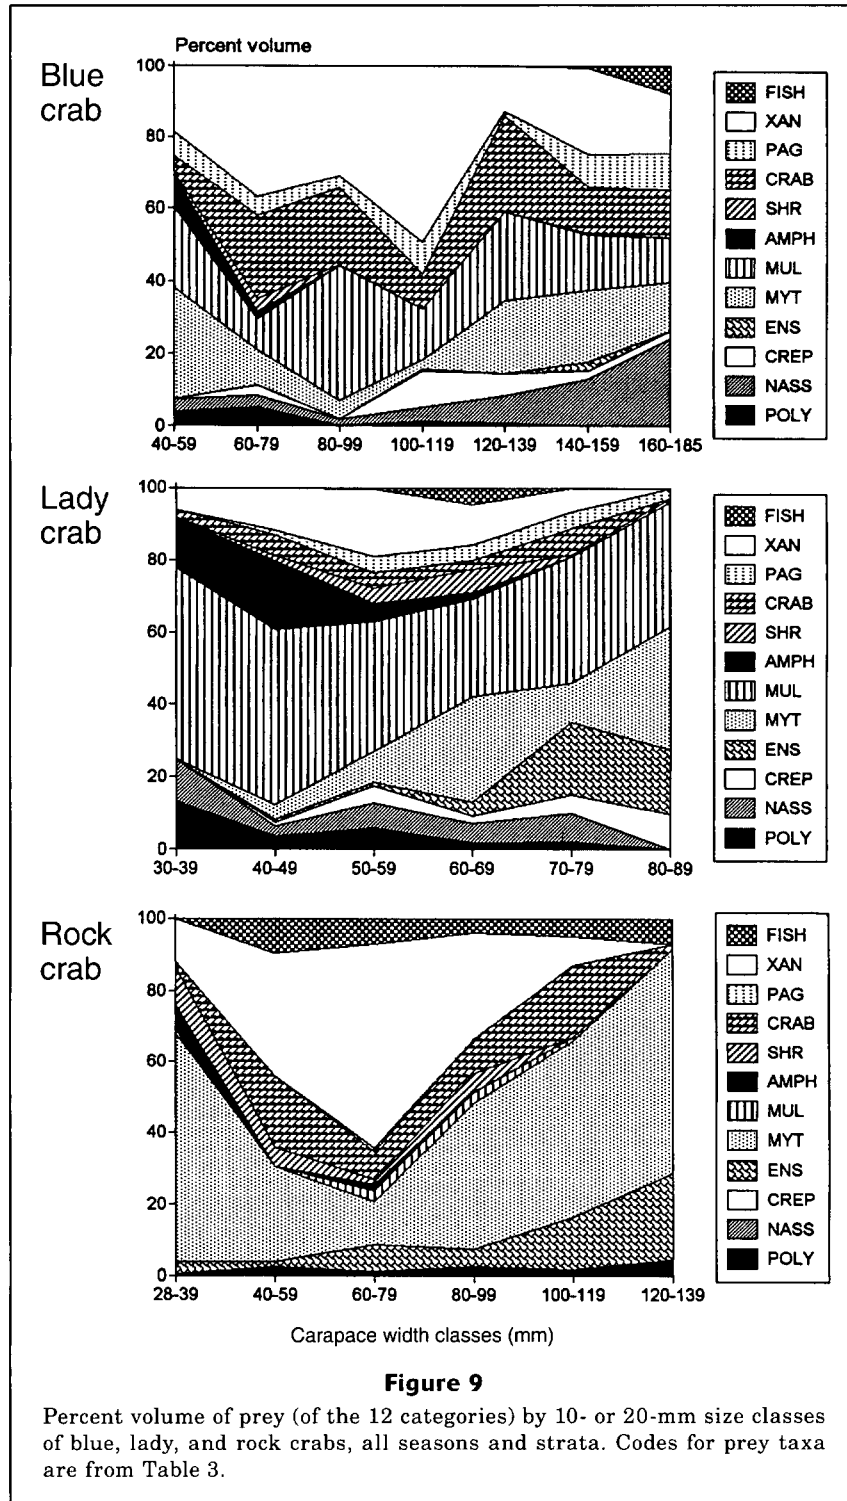 Blue
crab
Percent volume
100
80
60
40
20
0
40-59 60-79 80-99 100-119 120-139 140-159 160-185
FISH
XAN
PAG
CRAB
SHR
AMPH
MUL
MYT
ENS
CREP
NASS
POLY
Lady
crab
100
80
60
40
20
0
30-39 40-49 50-59 60-69 70-79 80-89
FISH
XAN
PAG
CRAB
SHR
AMPH
MUL
MYT
ENS
CREP
NASS
POLY
Rock
crab
100
80
60
40
20
0
28-39 40-59 60-79 80-99 100-119 120-139
FISH
XAN
PAG
CRAB
SHR
AMPH
MUL
MYT
ENS
CREP
NASS
POLY
Carapace width classes (mm)
Figure 9
Percent volume of prey (of the 12 categories) by 10- or 20-mm size classes
of blue, lady, and rock crabs, all seasons and strata. Codes for prey taxa
are from Table 3.